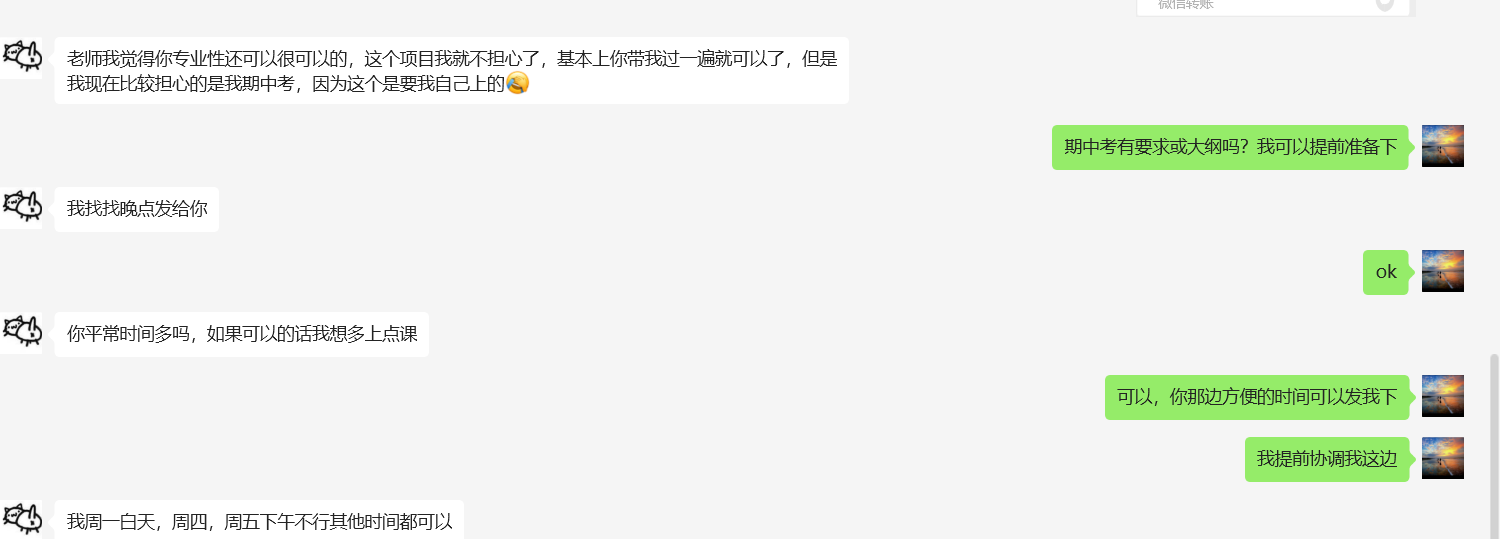 微信转账
老师我觉得你专业性还可以很可以的，这个项目我就不担心了，基本上你带我过一遍就可以了，但是
我现在比较担心的是我期中考，因为这个是要我自己上的
期中考有要求或大纲吗？我可以提前准备下
我找找晚点发给你
ok
你平常时间多吗，如果可以的话我想多上点课
可以，你那边方便的时间可以发我下
我提前协调我这边
我周一白天，周四，周五下午不行其他时间都可以